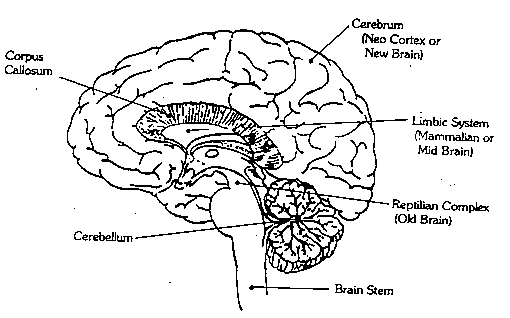 Cerebrum
(Neo Cortex or
New Brain)
Corpus
Callosum
Limbic System
(Mammalian or
Mid Brain)
Reptilian Complex
(Old Brain)
Cerebellum
Brain Stem